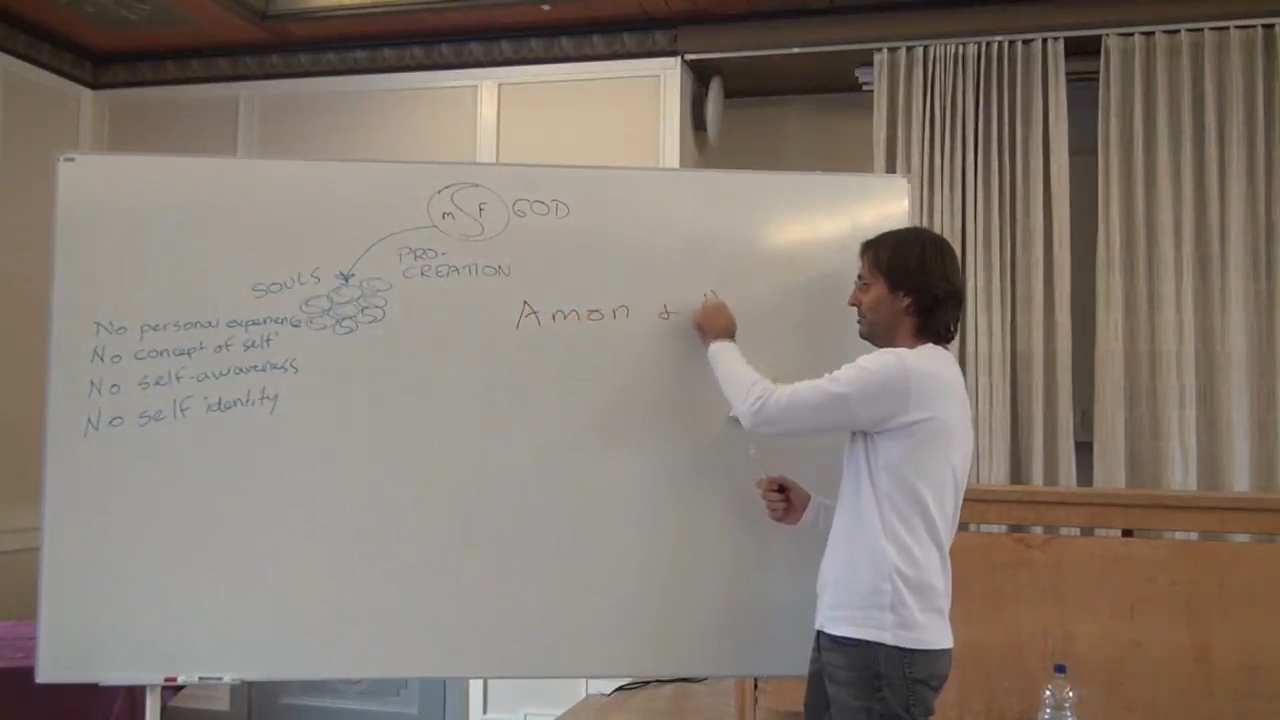 m F GOD
PRO-
CREATION
SOULS
No personal experience
No concept of 'self'
No self-awareness
No self identity
Amon &